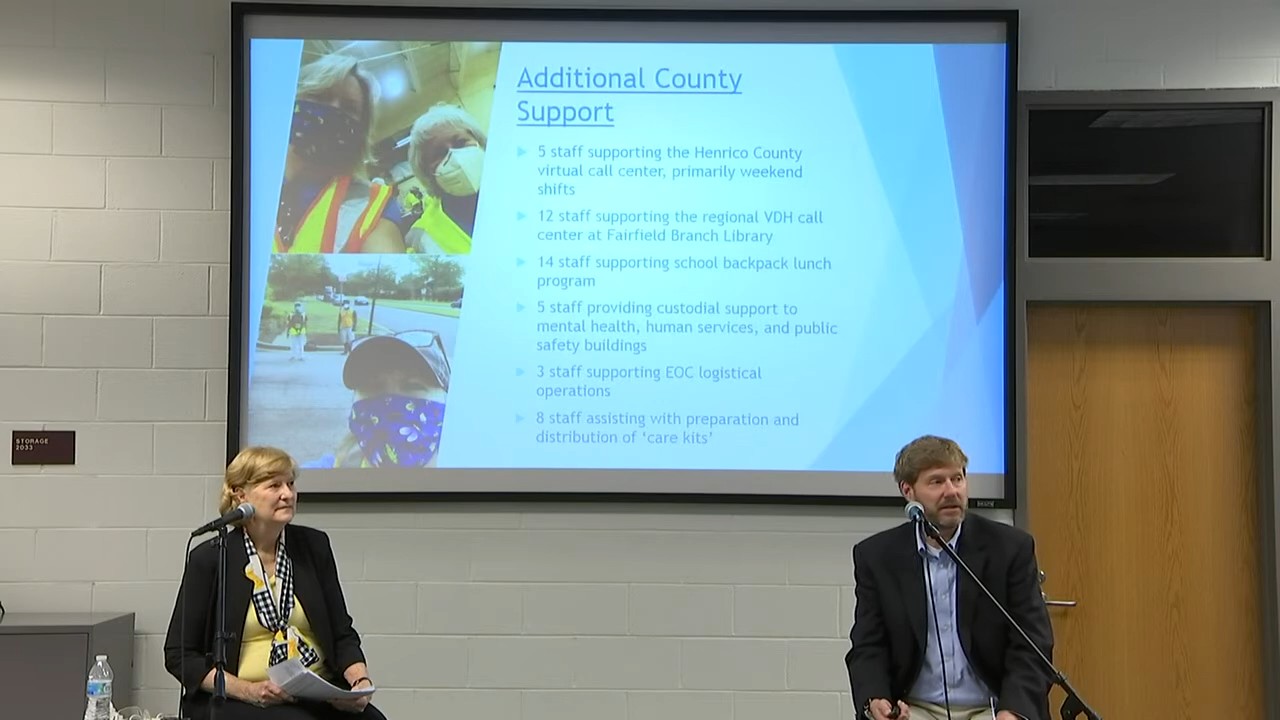 Additional County
Support
5 staff supporting the Henrico County
virtual call center, primarily weekend
shifts
12 staff supporting the regional VDH call
center at Fairfield Branch Library
14 staff supporting school backpack lunch
program
5 staff providing custodial support to
mental health, human services, and public
safety buildings
3 staff supporting EOC logistical
operations
8 staff assisting with preparation and
distribution of ‘care kits’
STORAGE
2033